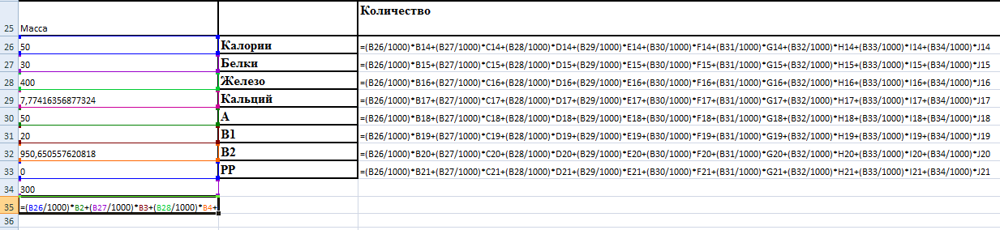 25 Масса Количество
26 50 Калории =(B26/1000)*B14+(B27/1000)*C14+(B28/1000)*D14+(B29/1000)*E14+(B30/1000)*F14+(B31/1000)*G14+(B32/1000)*H14+(B33/1000)*I14+(B34/1000)*J14
27 30 Белки =(B26/1000)*B15+(B27/1000)*C15+(B28/1000)*D15+(B29/1000)*E15+(B30/1000)*F15+(B31/1000)*G15+(B32/1000)*H15+(B33/1000)*I15+(B34/1000)*J15
28 400 Железо =(B26/1000)*B16+(B27/1000)*C16+(B28/1000)*D16+(B29/1000)*E16+(B30/1000)*F16+(B31/1000)*G16+(B32/1000)*H16+(B33/1000)*I16+(B34/1000)*J16
29 7,77416356877324 Кальций =(B26/1000)*B17+(B27/1000)*C17+(B28/1000)*D17+(B29/1000)*E17+(B30/1000)*F17+(B31/1000)*G17+(B32/1000)*H17+(B33/1000)*I17+(B34/1000)*J17
30 50 А =(B26/1000)*B18+(B27/1000)*C18+(B28/1000)*D18+(B29/1000)*E18+(B30/1000)*F18+(B31/1000)*G18+(B32/1000)*H18+(B33/1000)*I18+(B34/1000)*J18
31 20 В1 =(B26/1000)*B19+(B27/1000)*C19+(B28/1000)*D19+(B29/1000)*E19+(B30/1000)*F19+(B31/1000)*G19+(B32/1000)*H19+(B33/1000)*I19+(B34/1000)*J19
32 950,650557620818 В2 =(B26/1000)*B20+(B27/1000)*C20+(B28/1000)*D20+(B29/1000)*E20+(B30/1000)*F20+(B31/1000)*G20+(B32/1000)*H20+(B33/1000)*I20+(B34/1000)*J20
33 0 РР =(B26/1000)*B21+(B27/1000)*C21+(B28/1000)*D21+(B29/1000)*E21+(B30/1000)*F21+(B31/1000)*G21+(B32/1000)*H21+(B33/1000)*I21+(B34/1000)*J21
34 300
35 =(B26/1000)*B2+(B27/1000)*B3+(B28/1000)*B4+
36